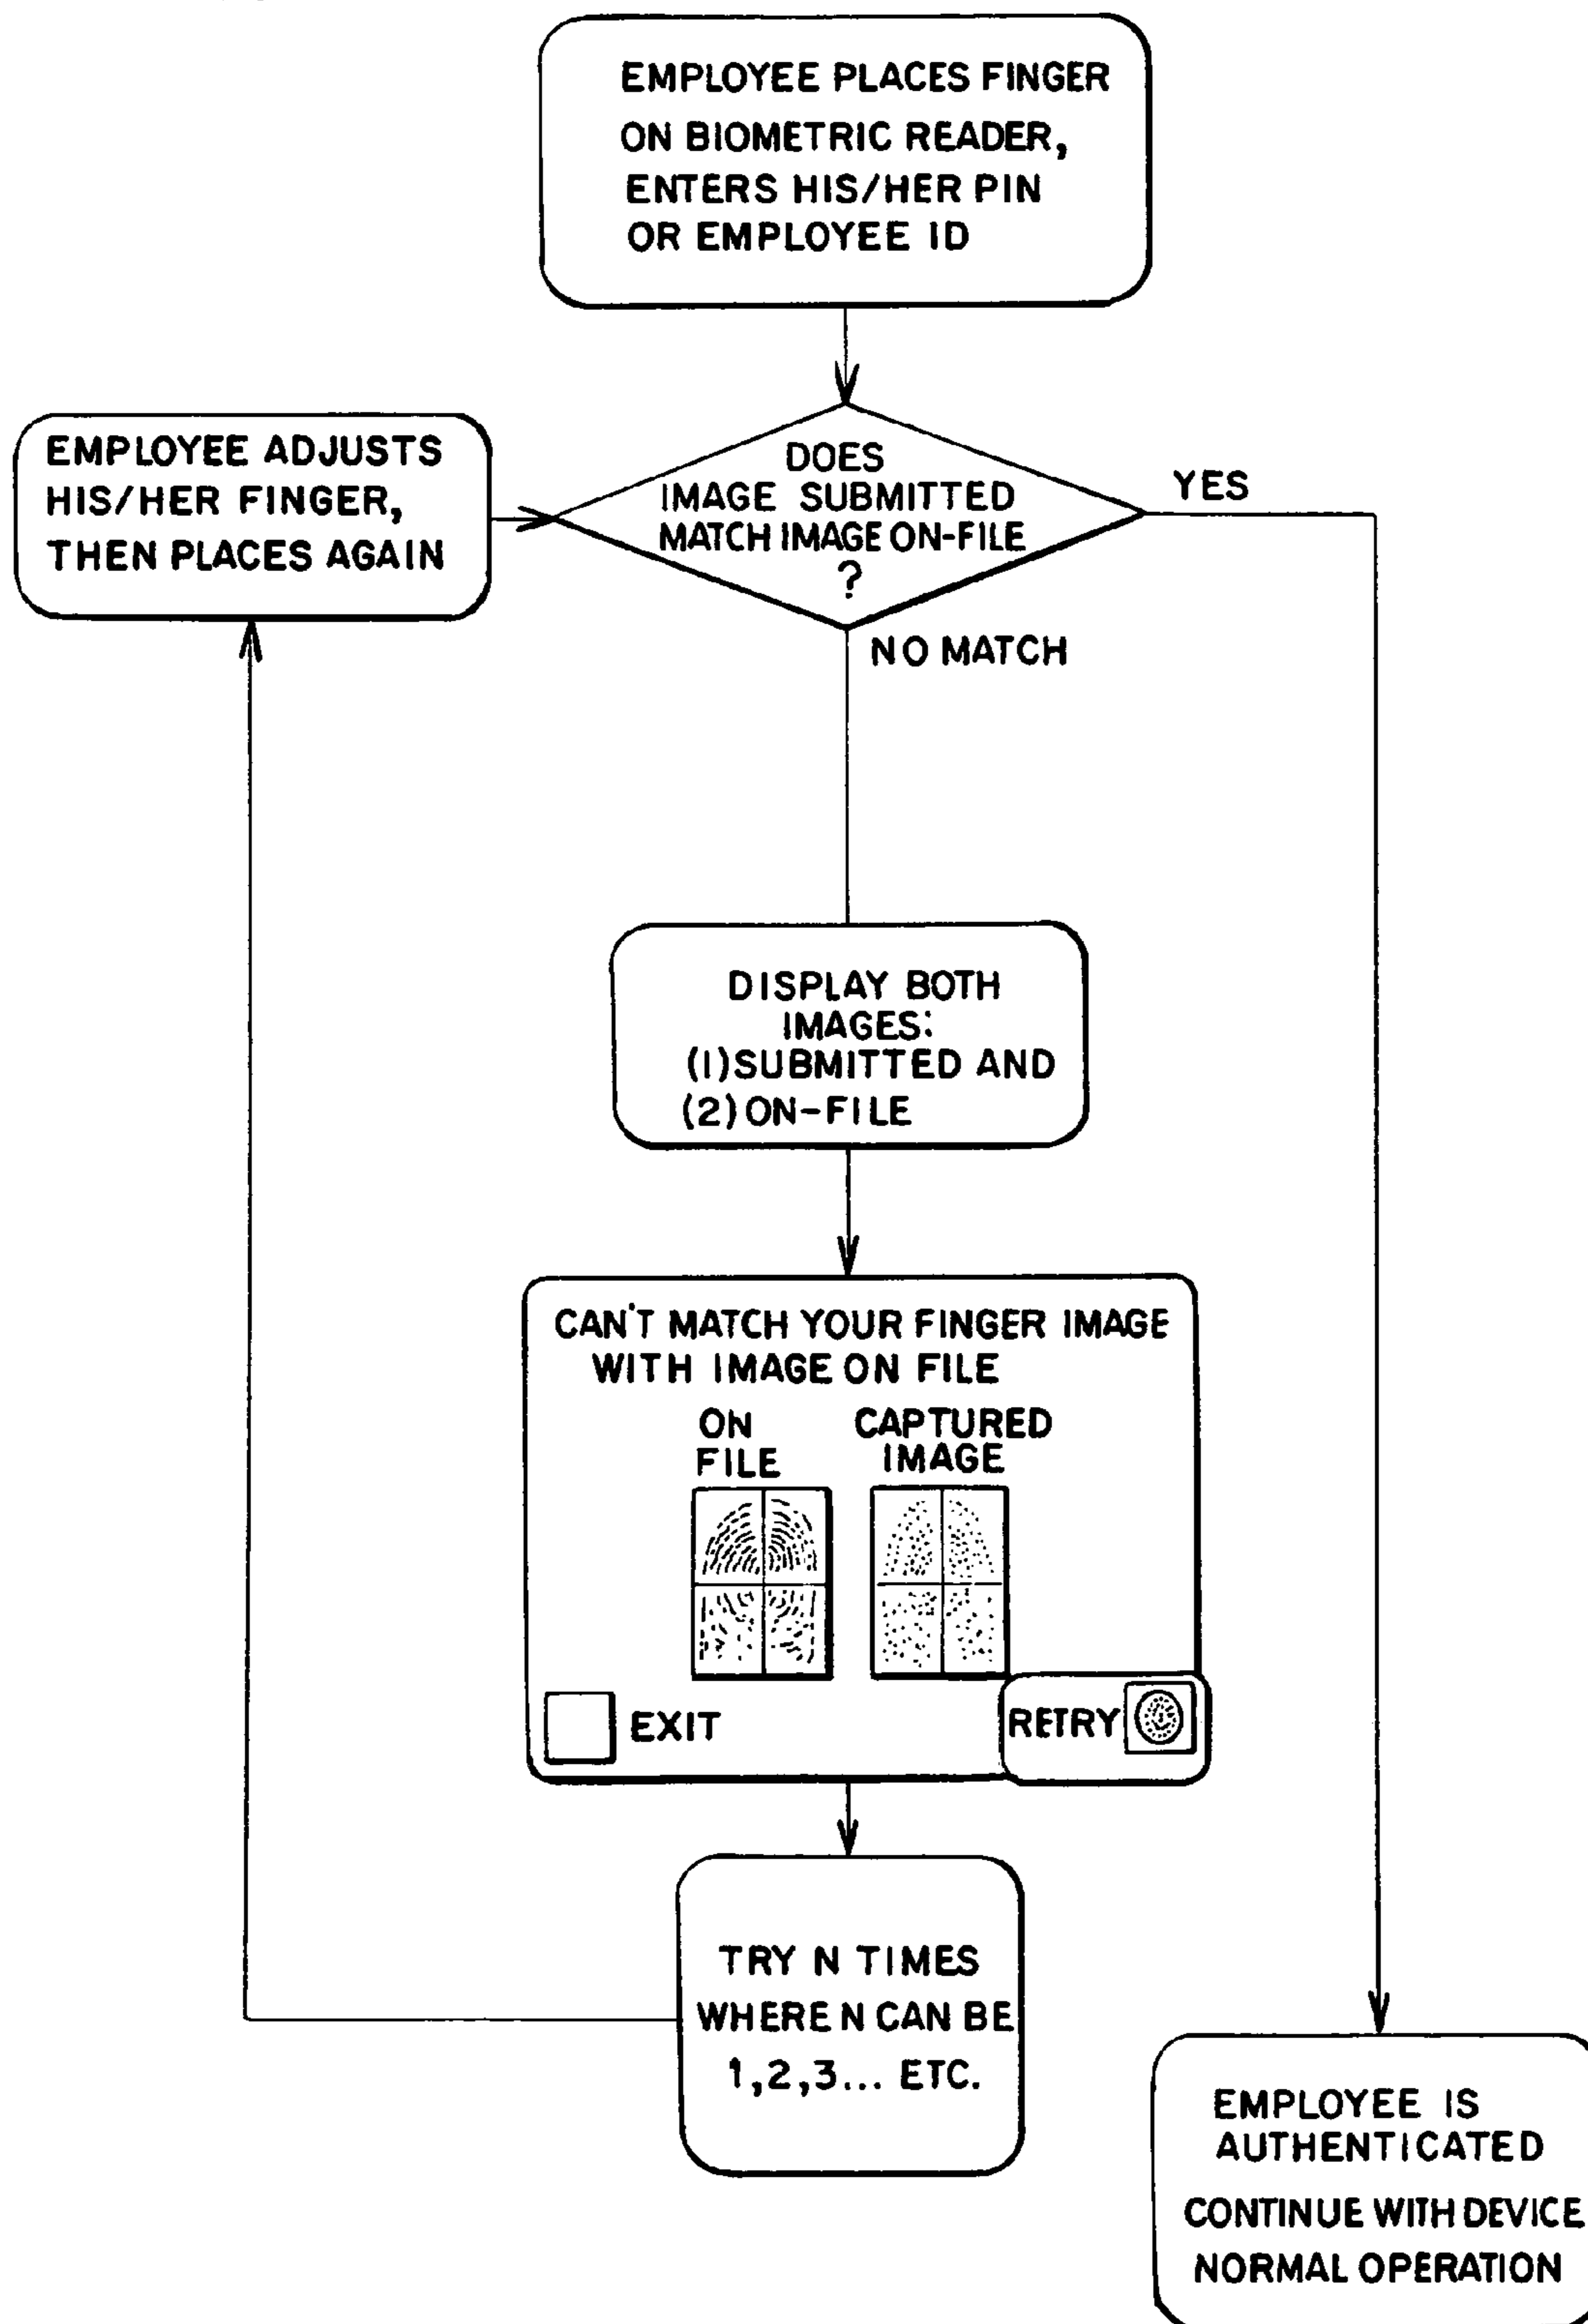 EMPLOYEE PLACES FINGER
ON BIOMETRIC READER,
ENTERS HIS/HER PIN
OR EMPLOYEE ID
EMPLOYEE ADJUSTS
HIS/HER FINGER,
THEN PLACES AGAIN
DOES
IMAGE SUBMITTED
MATCH IMAGE ON-FILE
?
YES
NO MATCH
DISPLAY BOTH
IMAGES:
(1) SUBMITTED AND
(2) ON-FILE
CAN'T MATCH YOUR FINGER IMAGE
WITH IMAGE ON FILE
ON
FILE
CAPTURED
IMAGE
EXIT
RETRY
TRY N TIMES
WHERE N CAN BE
1,2,3... ETC.
EMPLOYEE IS
AUTHENTICATED
CONTINUE WITH DEVICE
NORMAL OPERATION